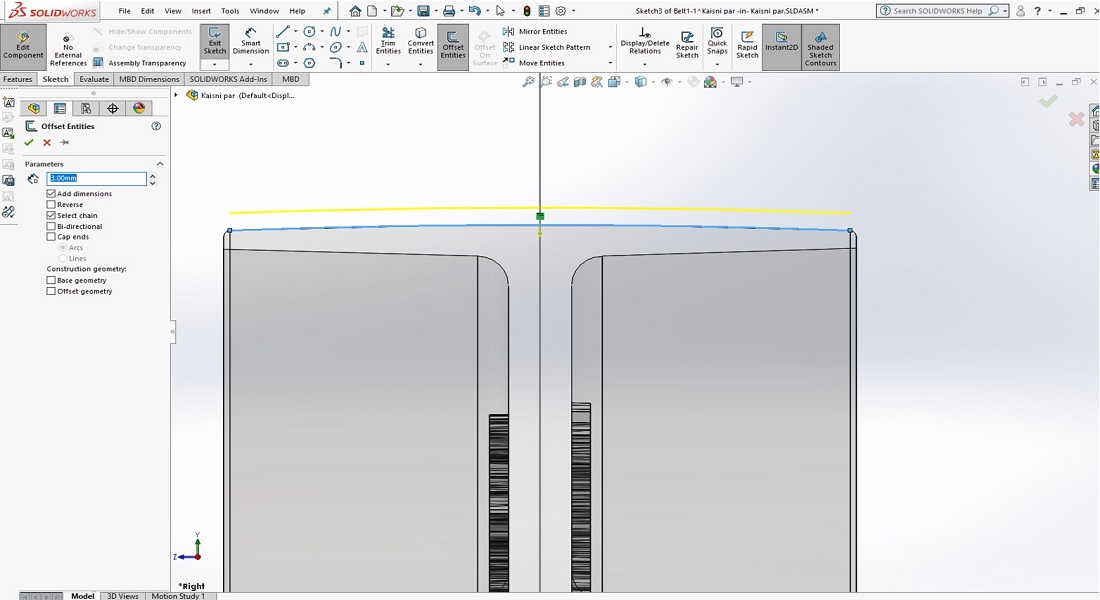 SOLIDWORKS
File Edit View Insert Tools Window Help
Sketch3 of Belt1-1^Kaisni par -in- Kaisni par.SLDASM *
Search SOLIDWORKS Help
Edit Component
No External References
Hide/Show Components
Change Transparency
Assembly Transparency
Exit Sketch
Smart Dimension
Trim Entities
Convert Entities
Offset Entities
Offset On Surface
Mirror Entities
Linear Sketch Pattern
Move Entities
Display/Delete Relations
Repair Sketch
Quick Snaps
Rapid Sketch
Instant2D
Shaded Sketch Contours
Features Sketch Evaluate MBD Dimensions SOLIDWORKS Add-Ins MBD
Kaisni par (Default<Displ...
Offset Entities
Parameters
3.00mm
Add dimensions
Reverse
Select chain
Bi-directional
Cap ends
Arcs
Lines
Construction geometry:
Base geometry
Offset geometry
Y
Z
*Right
Model 3D Views Motion Study 1